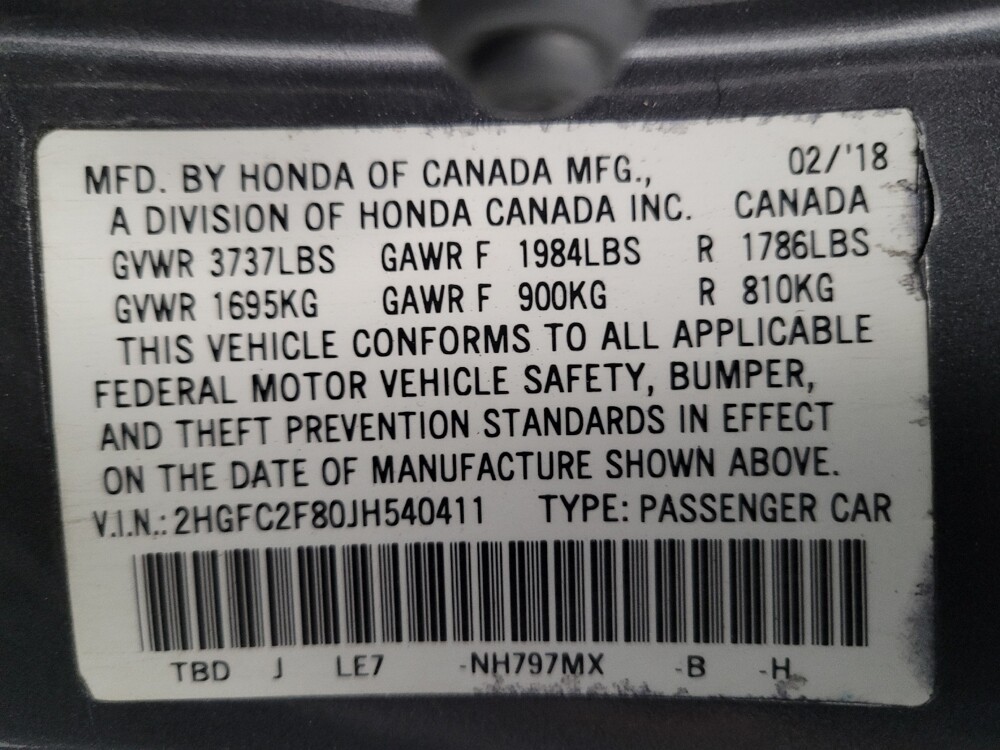 MFD. BY HONDA OF CANADA MFG., 02/'18
A DIVISION OF HONDA CANADA INC. CANADA
GVWR 3737LBS GAWR F 1984LBS R 1786LBS
GVWR 1695KG GAWR F 900KG R 810KG
THIS VEHICLE CONFORMS TO ALL APPLICABLE
FEDERAL MOTOR VEHICLE SAFETY, BUMPER,
AND THEFT PREVENTION STANDARDS IN EFFECT
ON THE DATE OF MANUFACTURE SHOWN ABOVE.
V.I.N.: 2HGFC2F80JH540411 TYPE: PASSENGER CAR
TBD J LE7 -NH797MX -B -H